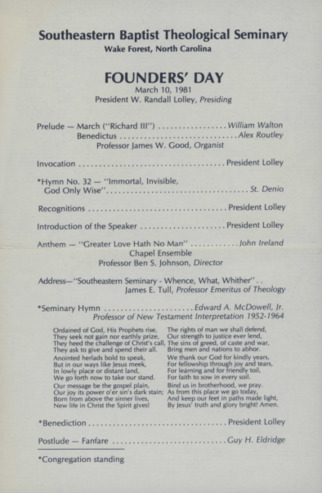 Southeastern Baptist Theological Seminary
Wake Forest, North Carolina
FOUNDERS' DAY
March 10, 1981
President W. Randall Lolley, Presiding
Prelude — March ("Richard III") ................. William Walton
Benedictus ............................. Alex Routley
Professor James W. Good, Organist
Invocation ................................... President Lolley
*Hymn No. 32 — "Immortal, Invisible,
God Only Wise" ................................... St. Denio
Recognitions ................................ President Lolley
Introduction of the Speaker ................... President Lolley
Anthem — "Greater Love Hath No Man" ............ John Ireland
Chapel Ensemble
Professor Ben S. Johnson, Director
Address—"Southeastern Seminary - Whence, What, Whither" .
James E. Tull, Professor Emeritus of Theology
*Seminary Hymn ...................... Edward A. McDowell, Jr.
Professor of New Testament Interpretation 1952-1964
Ordained of God, His Prophets rise,
They seek not gain nor earthly prize,
They heed the challenge of Christ's call,
They ask to give and spend their all.
Anointed heralds bold to speak,
But in our ways like Jesus meek,
In lowly place or distant land,
We go forth now to take our stand.
Our message be the gospel plain,
Our joy its power o'er sin's dark stain;
Born from above the sinner lives,
New life in Christ the Spirit gives!
The rights of man we shall defend,
Our strength to justice ever lend,
The sins of greed, of caste and war,
Bring men and nations to abhor.
We thank our God for kindly years,
For fellowship through joy and tears,
For learning and for friendly toil,
For faith to sow in every soil.
Bind us in brotherhood, we pray.
As from this place we go today,
And keep our feet in paths made light,
By Jesus' truth and glory bright! Amen.
*Benediction ................................ President Lolley
Postlude — Fanfare .......................... Guy H. Eldridge
*Congregation standing